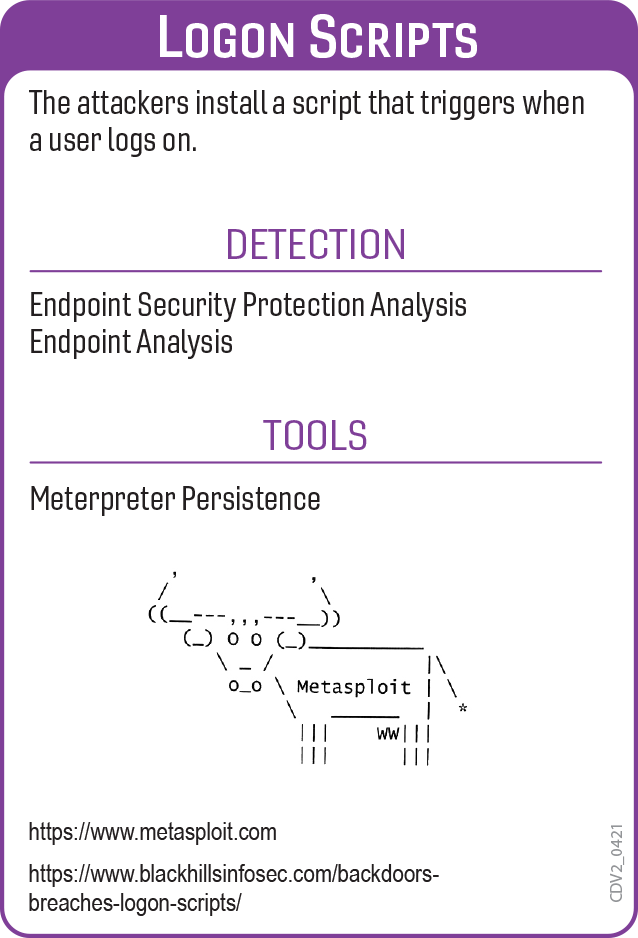 LOGON SCRIPTS
The attackers install a script that triggers when
a user logs on.
DETECTION
Endpoint Security Protection Analysis
Endpoint Analysis
TOOLS
Meterpreter Persistence
      ,                 ,
     /                   \
    ((__---,,,---__))
       (_) O O (_)____________
          \ _ /               |\
           o_o \   Metasploit | \
                \    ______   |  *
                 |||    WW|||
                 |||      |||
https://www.metasploit.com
https://www.blackhillsinfosec.com/backdoors-
breaches-logon-scripts/
CDV2_0421